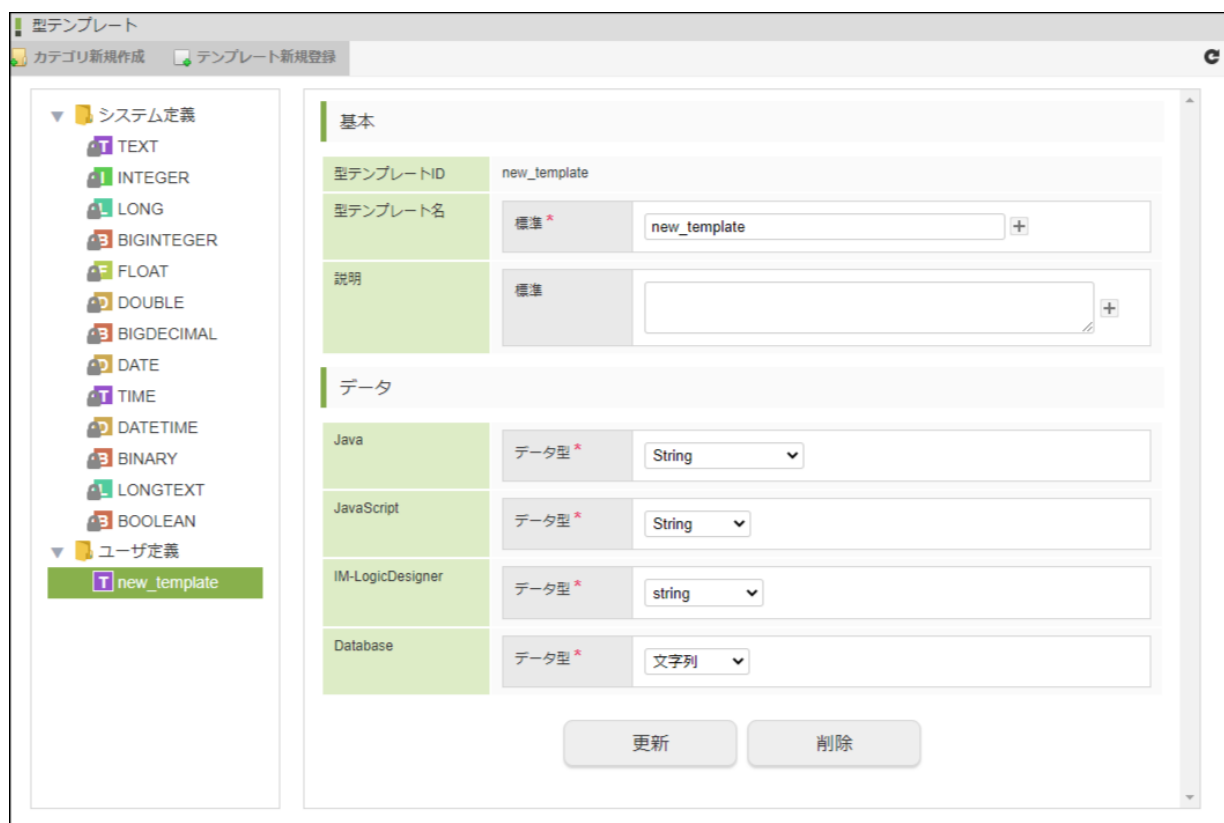 型テンプレート
カテゴリ新規作成 テンプレート新規登録
システム定義
T TEXT
I INTEGER
L LONG
B BIGINTEGER
F FLOAT
D DOUBLE
B BIGDECIMAL
D DATE
T TIME
D DATETIME
B BINARY
L LONGTEXT
B BOOLEAN
ユーザ定義
T new_template
基本
型テンプレートID new_template
型テンプレート名 標準* new_template +
説明 標準 +
データ
Java データ型* String
JavaScript データ型* String
IM-LogicDesigner データ型* string
Database データ型* 文字列
更新 削除